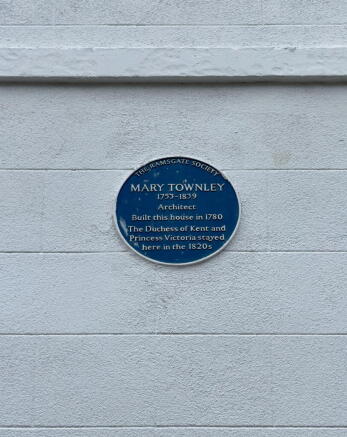 THE RAMSGATE SOCIETY
MARY TOWNLEY
1753-1839
Architect
Built this house in 1780
The Duchess of Kent and
Princess Victoria stayed
here in the 1820s